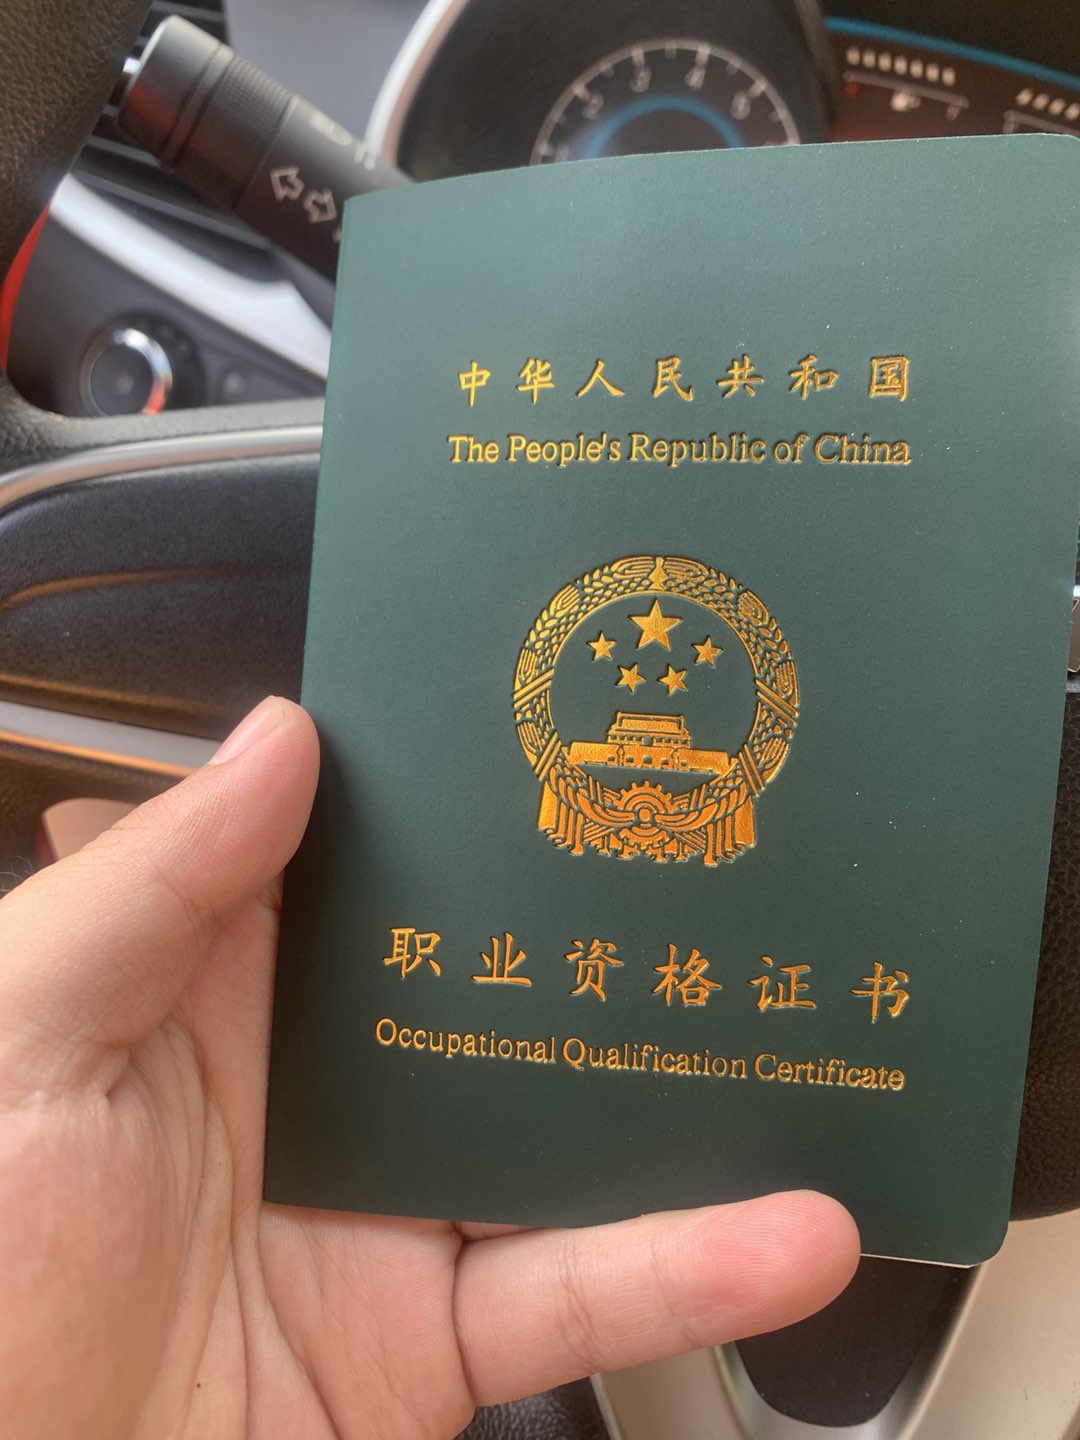 中华人民共和国
The People's Republic of China
职业资格证书
Occupational Qualification Certificate